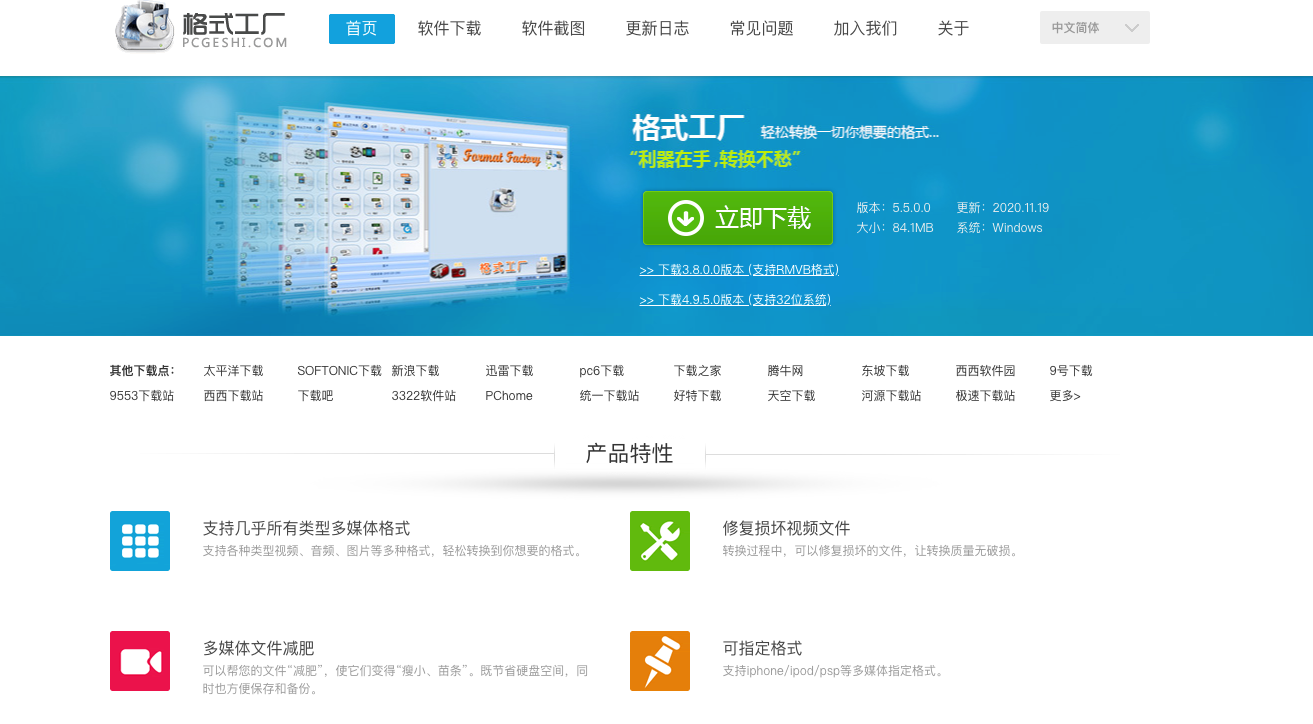 格式工厂
PCGESHI.COM
首页 软件下载 软件截图 更新日志 常见问题 加入我们 关于 中文简体
Format Factory
格式工厂
格式工厂 轻松转换一切你想要的格式...
“利器在手,转换不愁”
立即下载
版本：5.5.0.0 更新：2020.11.19
大小：84.1MB 系统：Windows
>> 下载3.8.0.0版本 (支持RMVB格式)
>> 下载4.9.5.0版本 (支持32位系统)
其他下载点： 太平洋下载 SOFTONIC下载 新浪下载 迅雷下载 pc6下载 下载之家 腾牛网 东坡下载 西西软件园 9号下载
9553下载站 西西下载站 下载吧 3322软件站 PChome 统一下载站 好特下载 天空下载 河源下载站 极速下载站 更多>
产品特性
支持几乎所有类型多媒体格式
支持各种类型视频、音频、图片等多种格式，轻松转换到你想要的格式。
修复损坏视频文件
转换过程中，可以修复损坏的文件，让转换质量无破损。
多媒体文件减肥
可以帮您的文件“减肥”，使它们变得“瘦小、苗条”。既节省硬盘空间，同
时也方便保存和备份。
可指定格式
支持iphone/ipod/psp等多媒体指定格式。